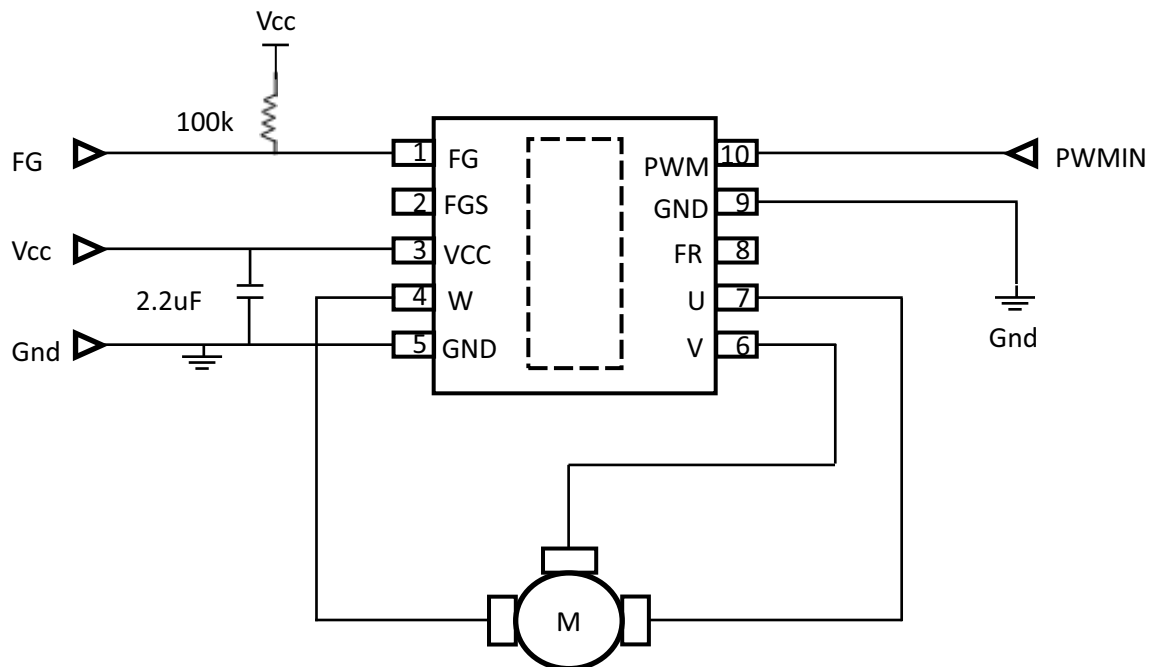 Vcc
100k
FG
1 FG
PWM 10
PWMIN
2 FGS
GND 9
Vcc
3 VCC
FR 8
2.2uF
4 W
U 7
Gnd
Gnd
5 GND
V 6
M